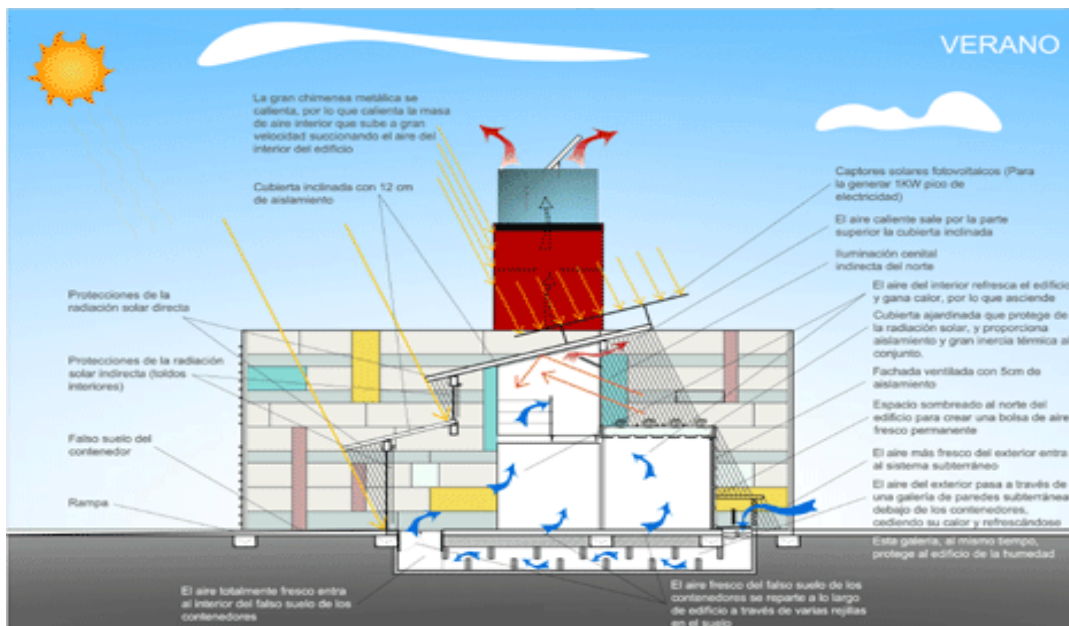 VERANO
La gran chimensa metálica se
calienta, por lo que calienta la masa
de aire interior que sube a gran
velocidad succionando el aire del
interior del edificio
Cubierta inclinada con 12 cm
de aislamiento
Protecciones de la
radiación solar directa
Protecciones de la radiación
solar indirecta (toldos
interiores)
Falso suelo del
contenedor
Rampa
El aire totalmente fresco entra
al interior del falso suelo de los
contenedores
Captores solares fotovoltaicos (Para
la generar 1KW pico de
electricidad)
El aire caliente sale por la parte
superior la cubierta inclinada
Iluminación cenital
indirecta del norte
El aire del interior refresca el edificio
y gana calor, por lo que asciende
Cubierta ajardinada que protege de
la radiación solar, y proporciona
aislamiento y gran inercia térmica al
conjunto.
Fachada ventilada con 5cm de
aislamiento
Espacio sombreado al norte del
edificio para crear una bolsa de aire
fresco permanente
El aire más fresco del exterior entra
al sistema subterráneo
El aire del exterior pasa a través de
una galería de paredes subterránea
debajo de los contenedores,
cediendo su calor y refrescándose
Esta galería, al mismo tiempo,
protege al edificio de la humedad
El aire fresco del falso suelo de los
contenedores se reparte a lo largo
de edificio a través de varias rejillas
en el suelo